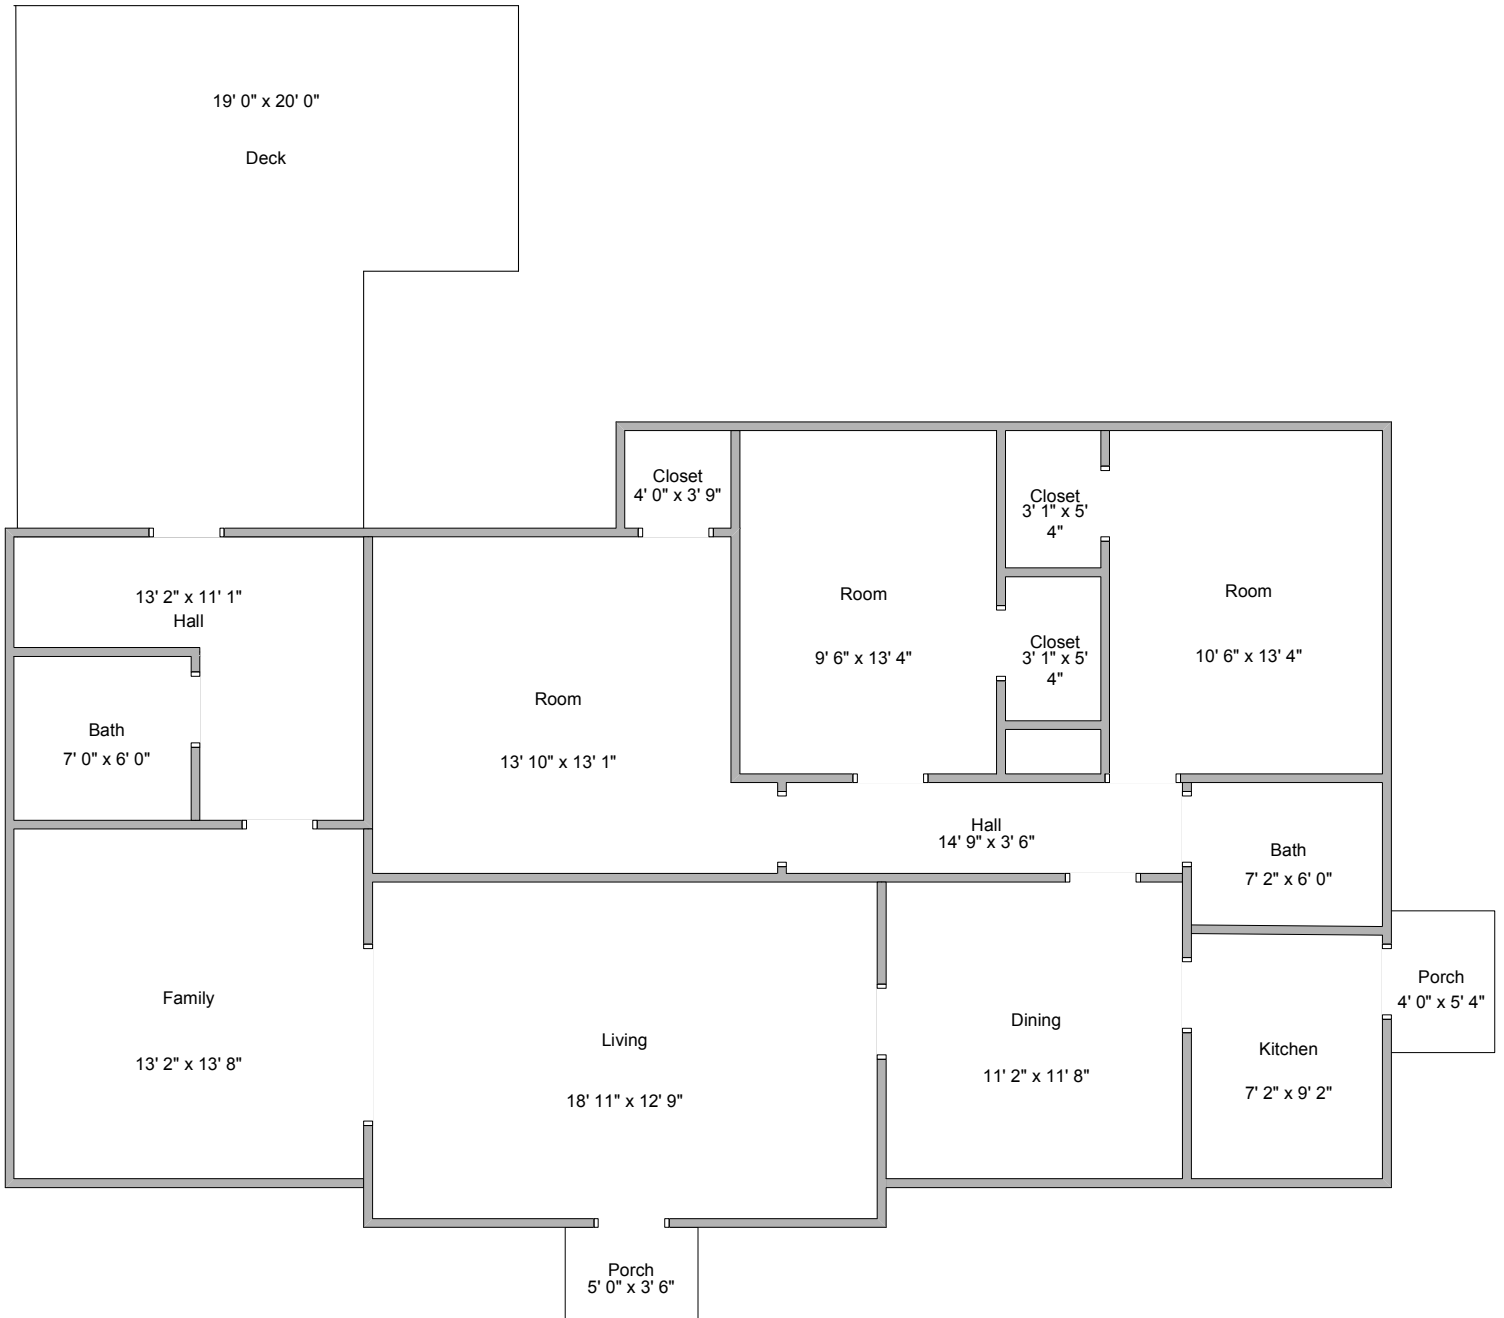 19' 0" x 20' 0"
Deck
Closet
4' 0" x 3' 9"
Closet
3' 1" x 5'
4"
13' 2" x 11' 1"
Hall
Room
9' 6" x 13' 4"
Closet
3' 1" x 5'
4"
Room
10' 6" x 13' 4"
Bath
7' 0" x 6' 0"
Room
13' 10" x 13' 1"
Hall
14' 9" x 3' 6"
Bath
7' 2" x 6' 0"
Family
13' 2" x 13' 8"
Living
18' 11" x 12' 9"
Dining
11' 2" x 11' 8"
Kitchen
7' 2" x 9' 2"
Porch
4' 0" x 5' 4"
Porch
5' 0" x 3' 6"